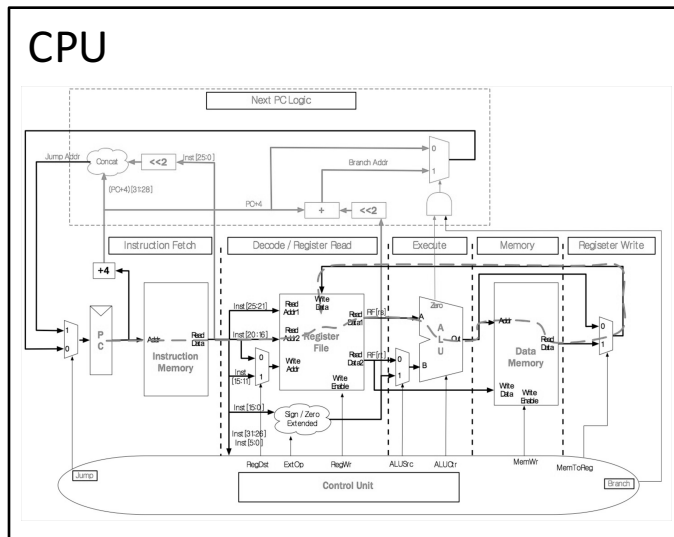 CPU
Next PC Logic
Jump Addr
Concat
<<2
Inst [25:0]
0
1
Branch Addr
(PC+4)[31:28]
PC+4
+
<<2
Instruction Fetch
Decode / Register Read
Execute
Memory
Regiseter Write
+4
1
0
P
C
Addr
Read
Data
Instruction
Memory
Inst [25:21]
Inst [20:16]
Inst
[15:11]
Inst [15:0]
Inst [31:26]
Inst [5:0]
0
1
Read
Addr1
Read
Addr2
Write
Addr
Write
Data
Read
Data1
Register
File
Read
Data2
Write
Enable
Sign / Zero
Extended
RF[rs]
RF[rt]
0
1
A
B
Zero
A
L
U
Out
Addr
Read
Data
Data
Memory
Write
Data
Write
Enable
0
1
RegDst
ExtOp
RegWr
ALUSrc
ALUCtr
MemWr
MemToReg
Jump
Control Unit
Branch